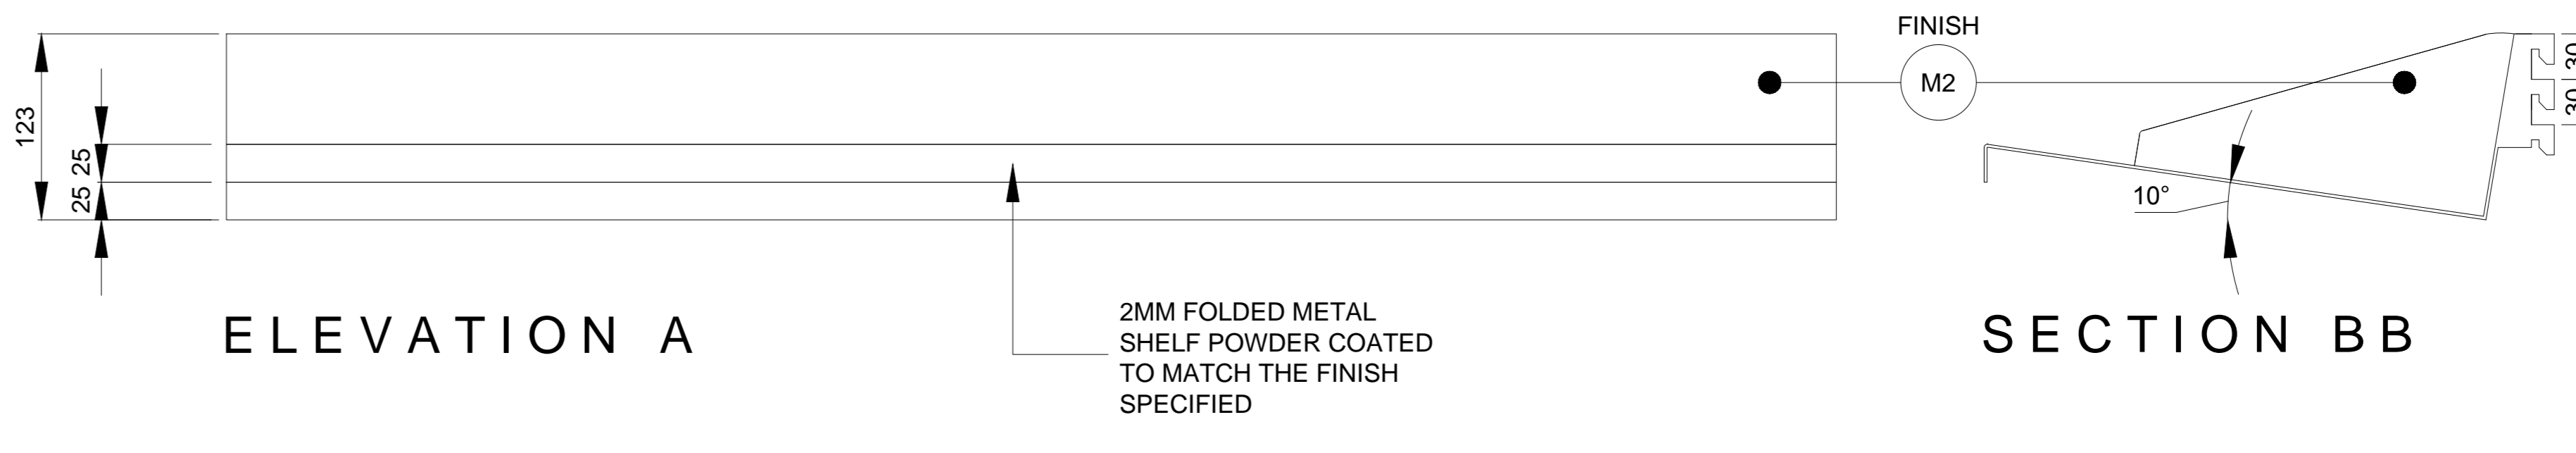 FINISH
M2
123
25
25
30
30
10°
2MM FOLDED METAL
SHELF POWDER COATED
TO MATCH THE FINISH
SPECIFIED
ELEVATION A
SECTION BB